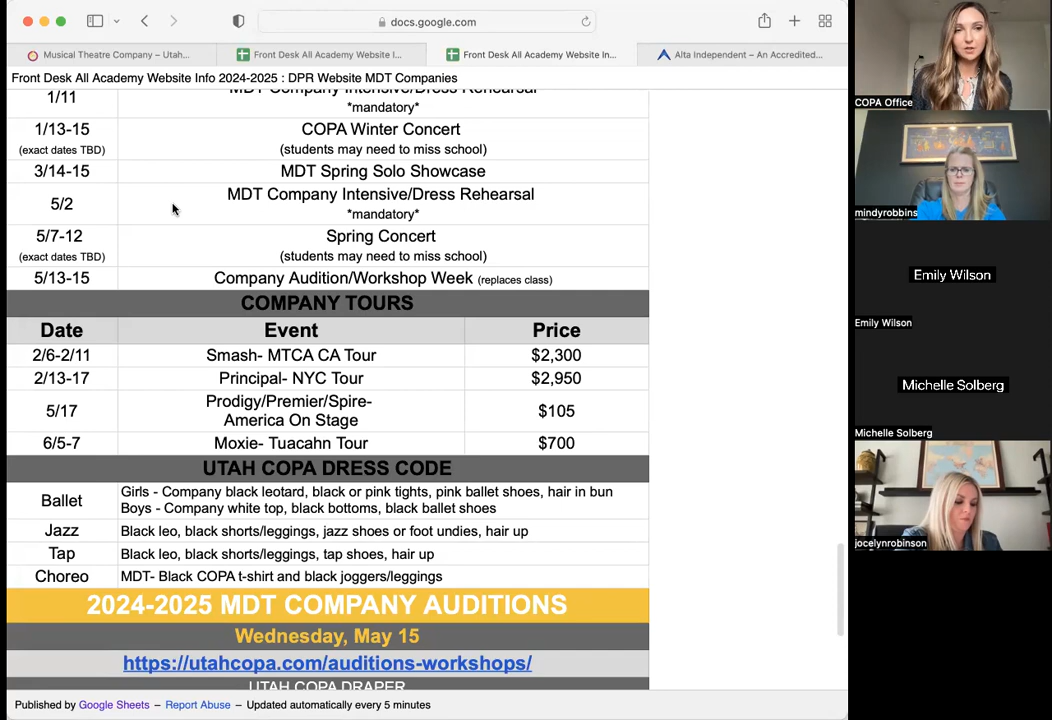 docs.google.com
Musical Theatre Company – Utah...
Front Desk All Academy Website I...
Front Desk All Academy Website In...
Alta Independent – An Accredited...
Front Desk All Academy Website Info 2024-2025 : DPR Website MDT Companies
1/11
MDT Company Intensive/Dress Rehearsal
*mandatory*
1/13-15
(exact dates TBD)
COPA Winter Concert
(students may need to miss school)
3/14-15
MDT Spring Solo Showcase
5/2
MDT Company Intensive/Dress Rehearsal
*mandatory*
5/7-12
(exact dates TBD)
Spring Concert
(students may need to miss school)
5/13-15
Company Audition/Workshop Week (replaces class)
COMPANY TOURS
Date Event Price
2/6-2/11 Smash- MTCA CA Tour $2,300
2/13-17 Principal- NYC Tour $2,950
5/17 Prodigy/Premier/Spire-
America On Stage $105
6/5-7 Moxie- Tuacahn Tour $700
UTAH COPA DRESS CODE
Ballet
Girls - Company black leotard, black or pink tights, pink ballet shoes, hair in bun
Boys - Company white top, black bottoms, black ballet shoes
Jazz Black leo, black shorts/leggings, jazz shoes or foot undies, hair up
Tap Black leo, black shorts/leggings, tap shoes, hair up
Choreo MDT- Black COPA t-shirt and black joggers/leggings
2024-2025 MDT COMPANY AUDITIONS
Wednesday, May 15
https://utahcopa.com/auditions-workshops/
UTAH COPA DRAPER
Published by Google Sheets – Report Abuse – Updated automatically every 5 minutes
COPA Office
mindyrobbins
Emily Wilson
Emily Wilson
Michelle Solberg
Michelle Solberg
jocelynrobinson